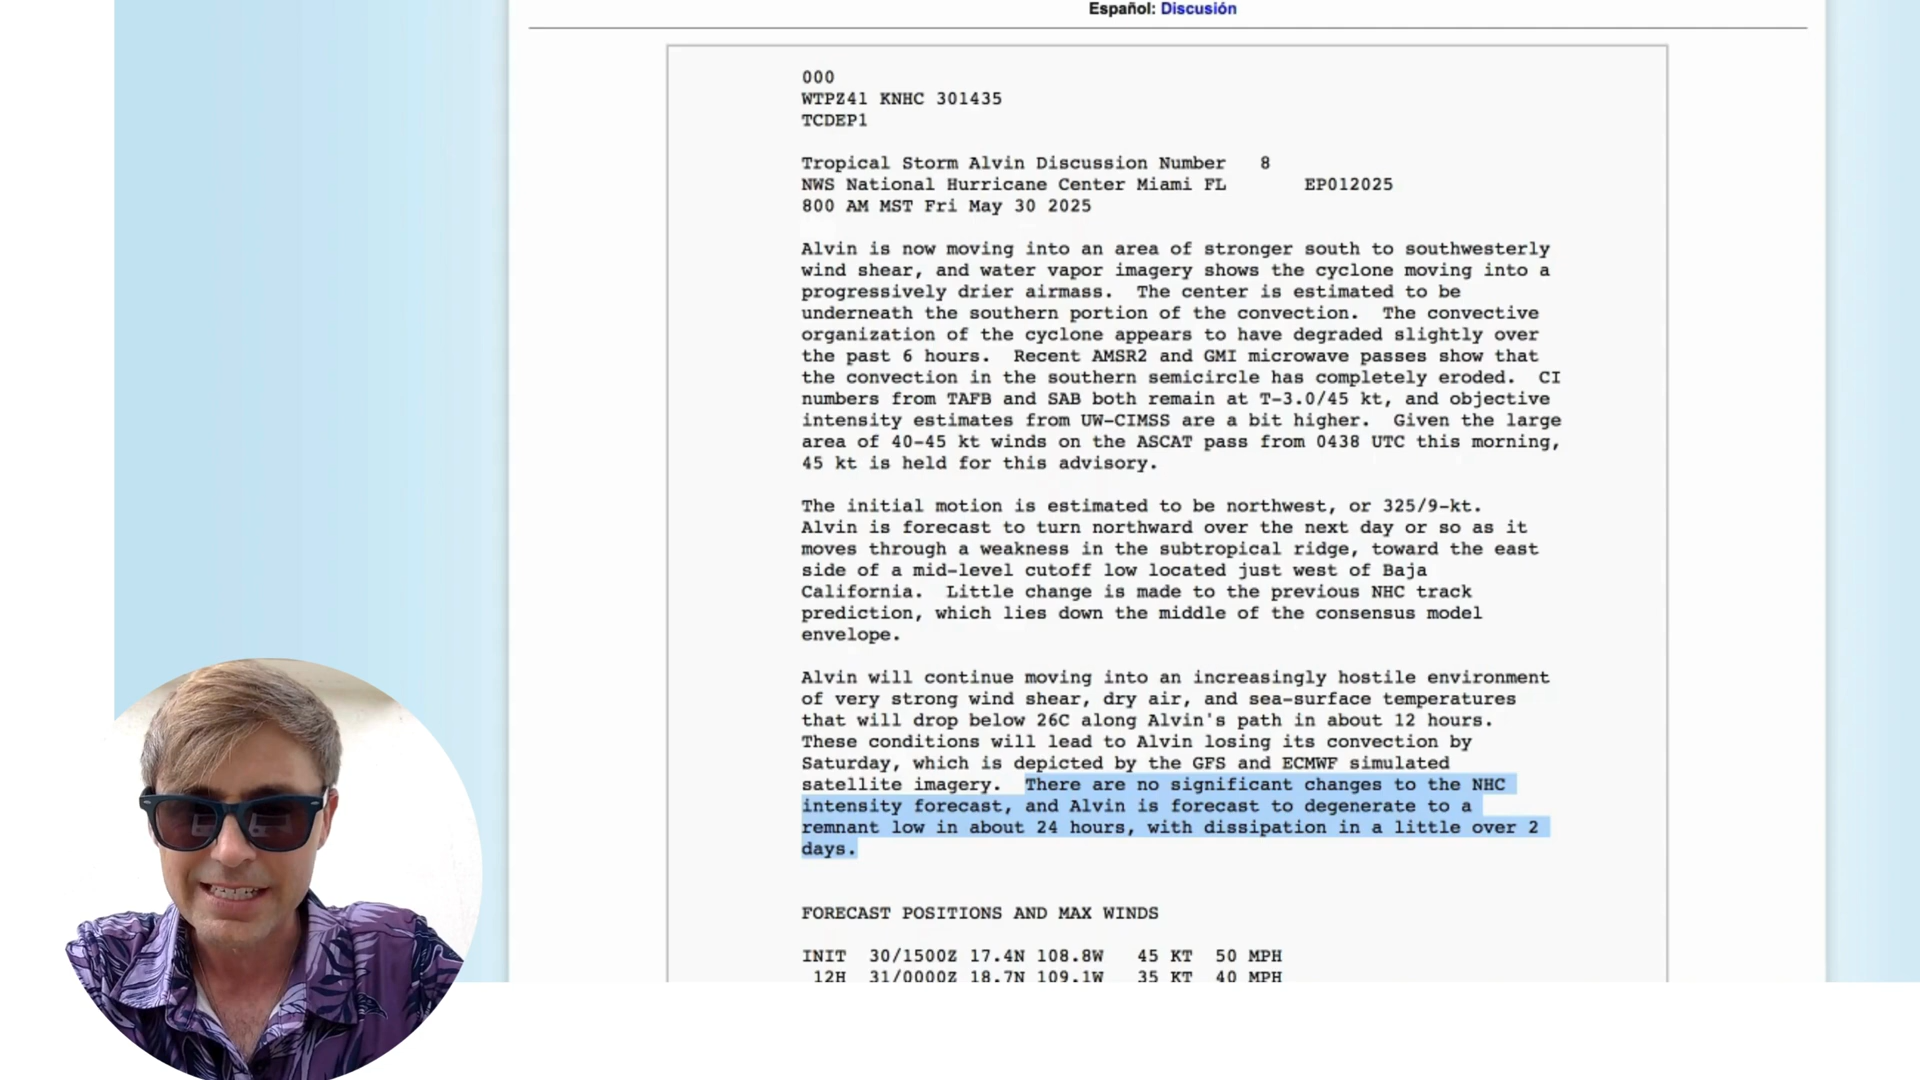 Español: Discusión
000
WTPZ41 KNHC 301435
TCDEP1
Tropical Storm Alvin Discussion Number 8
NWS National Hurricane Center Miami FL EP012025
800 AM MST Fri May 30 2025
Alvin is now moving into an area of stronger south to southwesterly
wind shear, and water vapor imagery shows the cyclone moving into a
progressively drier airmass. The center is estimated to be
underneath the southern portion of the convection. The convective
organization of the cyclone appears to have degraded slightly over
the past 6 hours. Recent AMSR2 and GMI microwave passes show that
the convection in the southern semicircle has completely eroded. CI
numbers from TAFB and SAB both remain at T-3.0/45 kt, and objective
intensity estimates from UW-CIMSS are a bit higher. Given the large
area of 40-45 kt winds on the ASCAT pass from 0438 UTC this morning,
45 kt is held for this advisory.
The initial motion is estimated to be northwest, or 325/9-kt.
Alvin is forecast to turn northward over the next day or so as it
moves through a weakness in the subtropical ridge, toward the east
side of a mid-level cutoff low located just west of Baja
California. Little change is made to the previous NHC track
prediction, which lies down the middle of the consensus model
envelope.
Alvin will continue moving into an increasingly hostile environment
of very strong wind shear, dry air, and sea-surface temperatures
that will drop below 26C along Alvin's path in about 12 hours.
These conditions will lead to Alvin losing its convection by
Saturday, which is depicted by the GFS and ECMWF simulated
satellite imagery. There are no significant changes to the NHC
intensity forecast, and Alvin is forecast to degenerate to a
remnant low in about 24 hours, with dissipation in a little over 2
days.
FORECAST POSITIONS AND MAX WINDS
INIT 30/1500Z 17.4N 108.8W 45 KT 50 MPH
12H 31/0000Z 18.7N 109.1W 35 KT 40 MPH